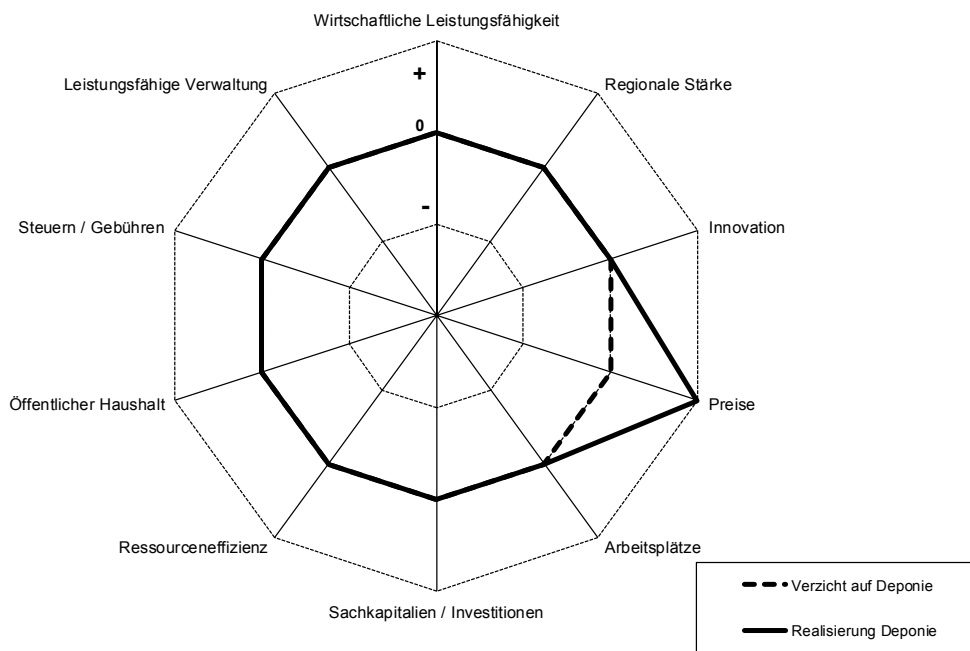 Wirtschaftliche Leistungsfähigkeit
+
Leistungsfähige Verwaltung
Regionale Stärke
0
-
Steuern / Gebühren
Innovation
Öffentlicher Haushalt
Preise
Ressourceneffizienz
Arbeitsplätze
Sachkapitalien / Investitionen
Verzicht auf Deponie
Realisierung Deponie